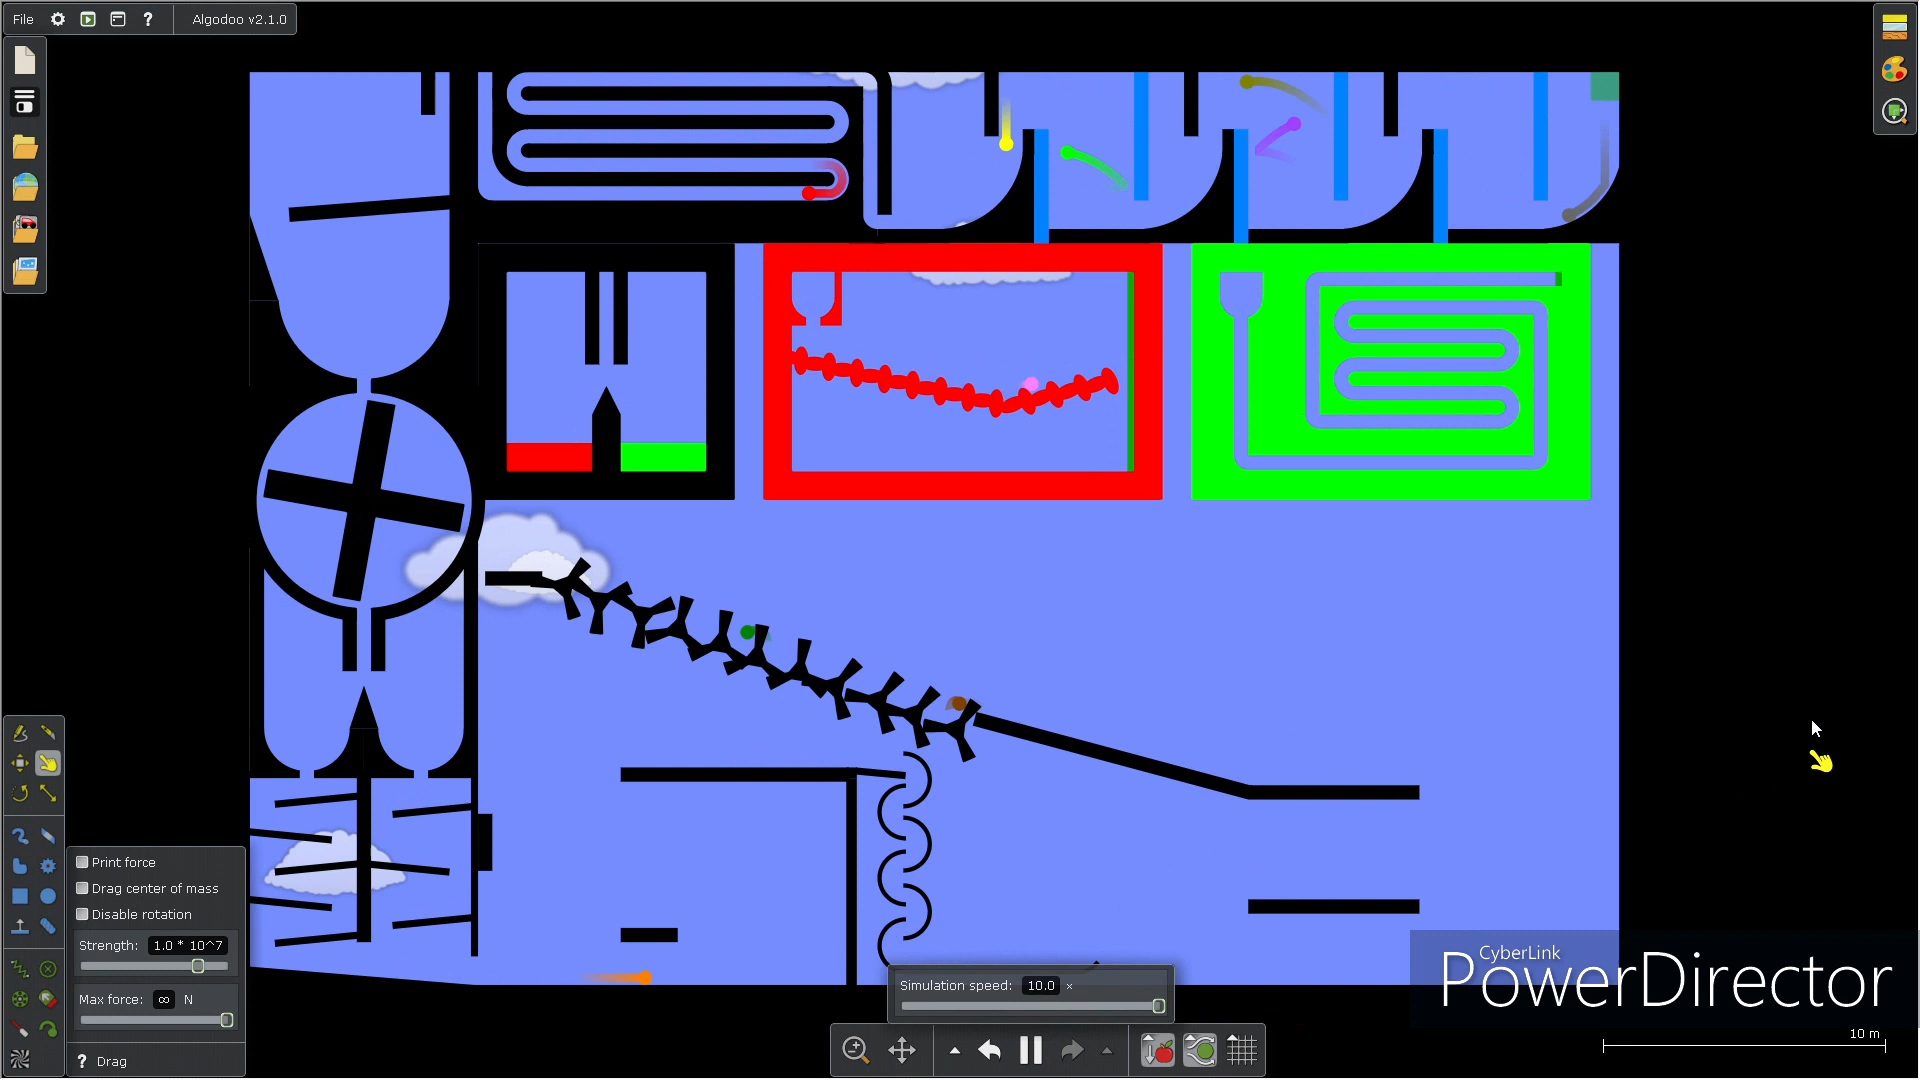 File ? Algodoo v2.1.0
Print force
Drag center of mass
Disable rotation
Strength: 1.0 * 10^7
Max force: ∞ N
? Drag
Simulation speed: 10.0 ×
CyberLink
PowerDirector
10 m